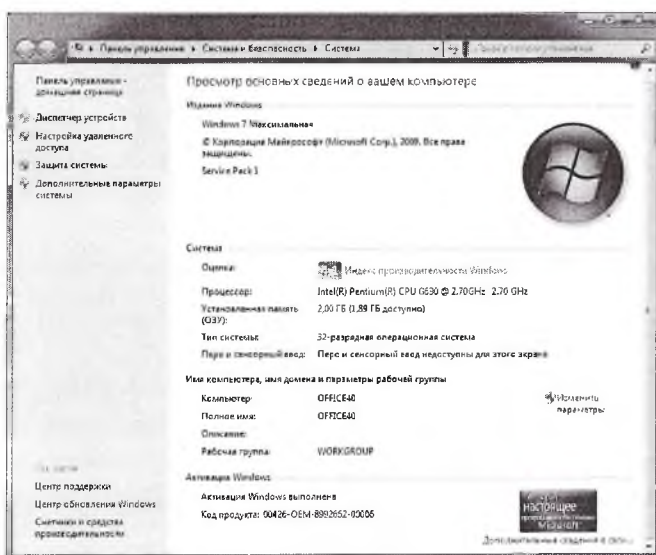 Панель управления ▸ Система и безопасность ▸ Система
Панель управления -
домашняя страница
Диспетчер устройств
Настройка удаленного
доступа
Защита системы
Дополнительные параметры
системы
Просмотр основных сведений о вашем компьютере
Издание Windows
Windows 7 Максимальная
© Корпорация Майкрософт (Microsoft Corp.), 2009. Все права
защищены.
Service Pack 1
Система
Оценка:
Индекс производительности Windows
Процессор:
Intel(R) Pentium(R) CPU G630 @ 2.70GHz 2.70 GHz
Установленная память
(ОЗУ):
2,00 ГБ (1,89 ГБ доступно)
Тип системы:
32-разрядная операционная система
Перо и сенсорный ввод:
Перо и сенсорный ввод недоступны для этого экрана
Имя компьютера, имя домена и параметры рабочей группы
Компьютер:
OFFICE40
Изменить
параметры
Полное имя:
OFFICE40
Описание:
Рабочая группа:
WORKGROUP
Активация Windows
Активация Windows выполнена
Код продукта: 00426-OEM-8992662-00006
настоящее
Microsoft
Дополнительные сведения в
Центр поддержки
Центр обновления Windows
Счетчики и средства
производительности